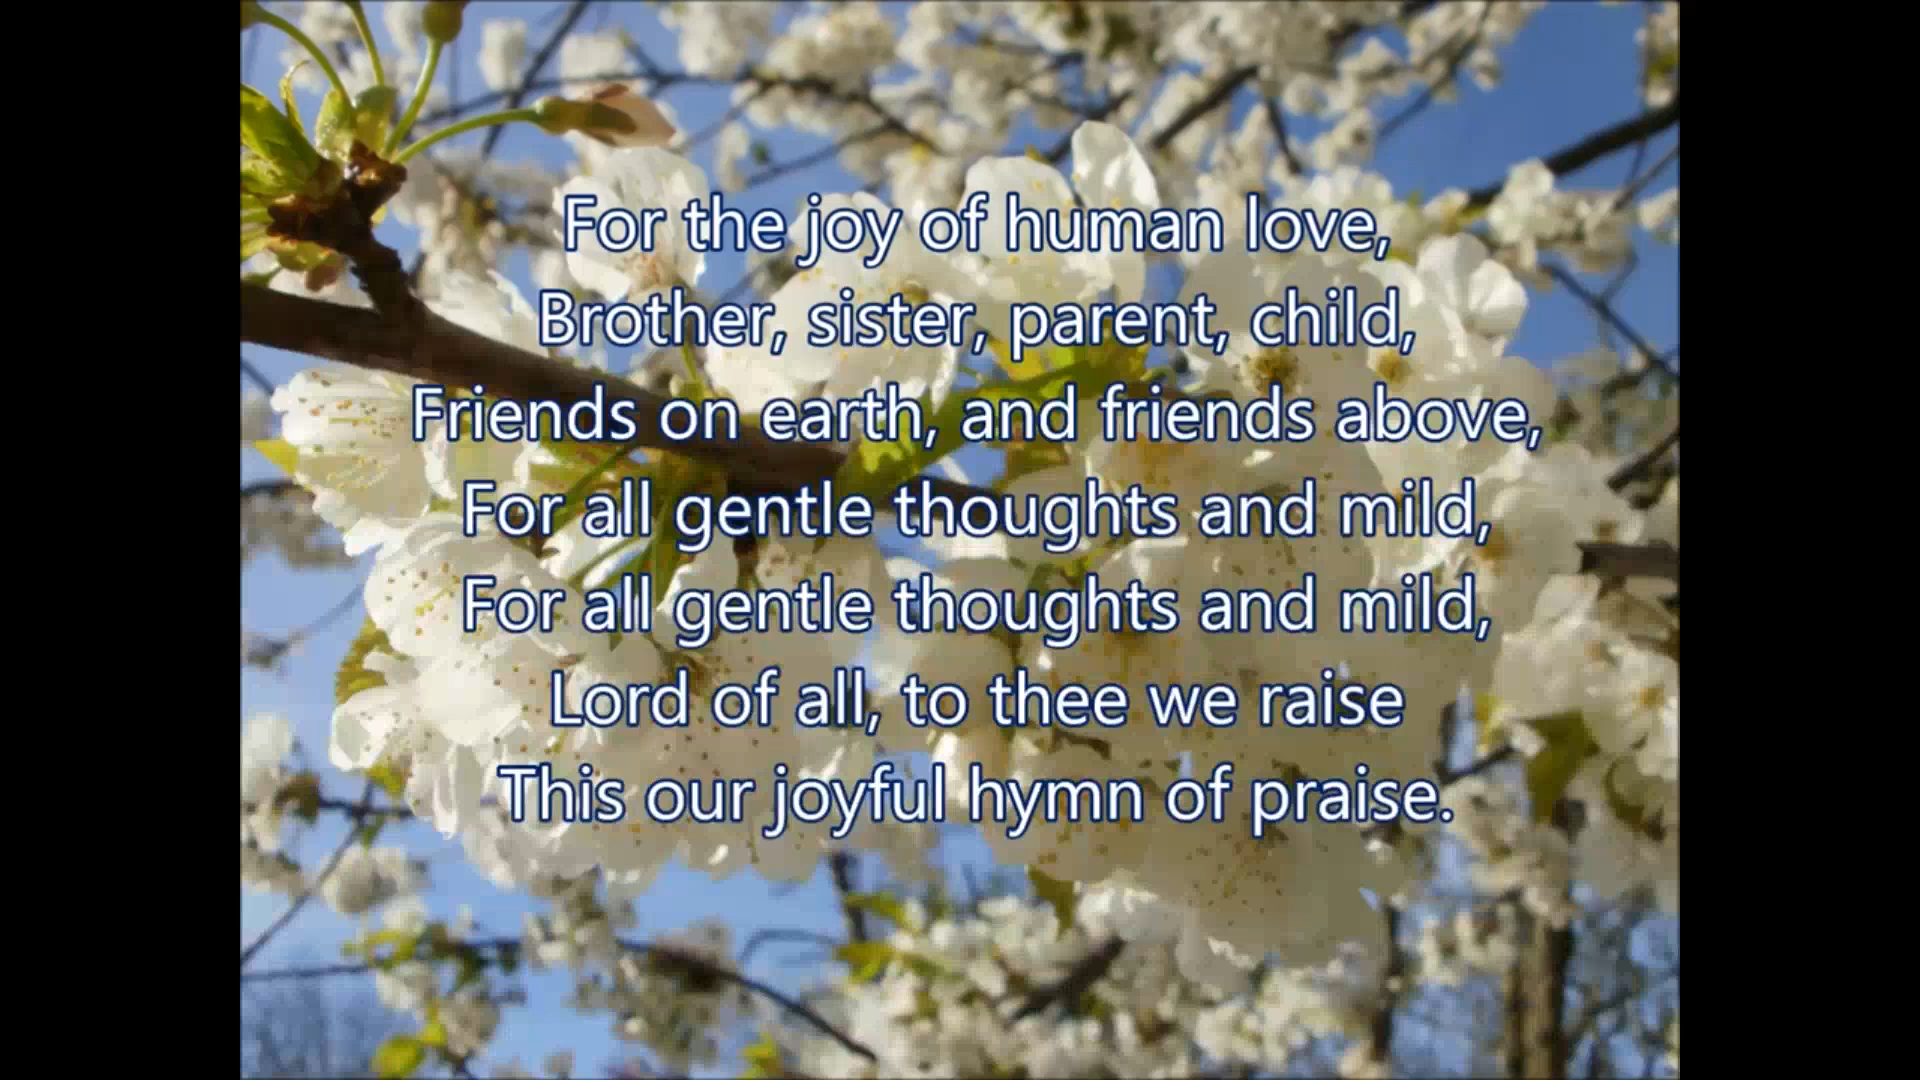 For the joy of human love,
Brother, sister, parent, child,
Friends on earth, and friends above,
For all gentle thoughts and mild,
For all gentle thoughts and mild,
Lord of all, to thee we raise
This our joyful hymn of praise.